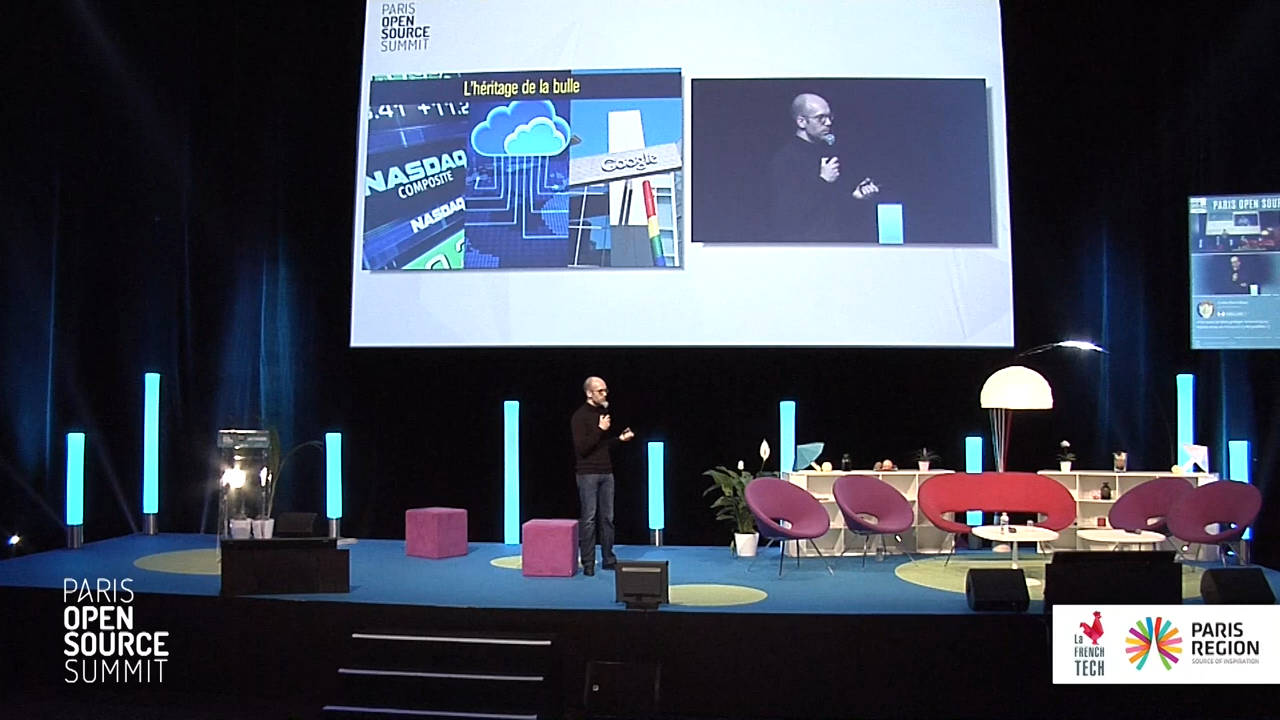 PARIS
OPEN
SOURCE
SUMMIT
L'héritage de la bulle
NASDAQ
COMPOSITE
NASDAQ
Google
PARIS OPEN SOU
PARIS
OPEN
SOURCE
SUMMIT
La
FRENCH
TECH
PARIS
REGION
SOURCE OF INSPIRATION